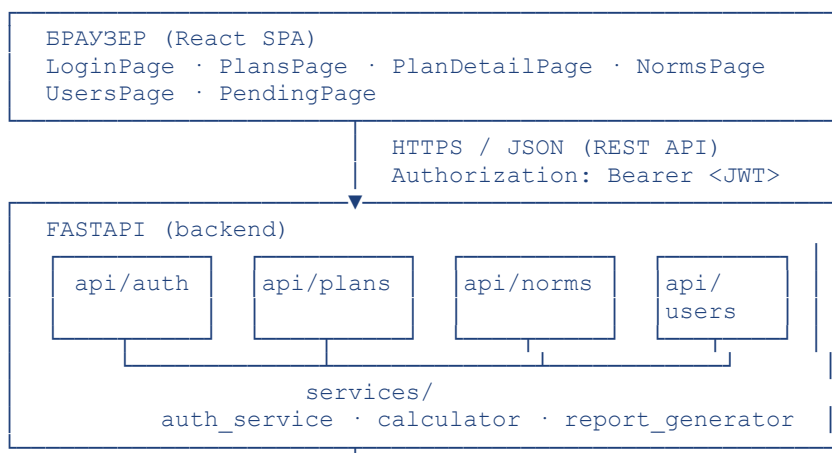 БРАУЗЕР (React SPA)
LoginPage · PlansPage · PlanDetailPage · NormsPage
UsersPage · PendingPage
HTTPS / JSON (REST API)
Authorization: Bearer <JWT>
FASTAPI (backend)
api/auth api/plans api/norms api/
users
services/
auth_service · calculator · report_generator